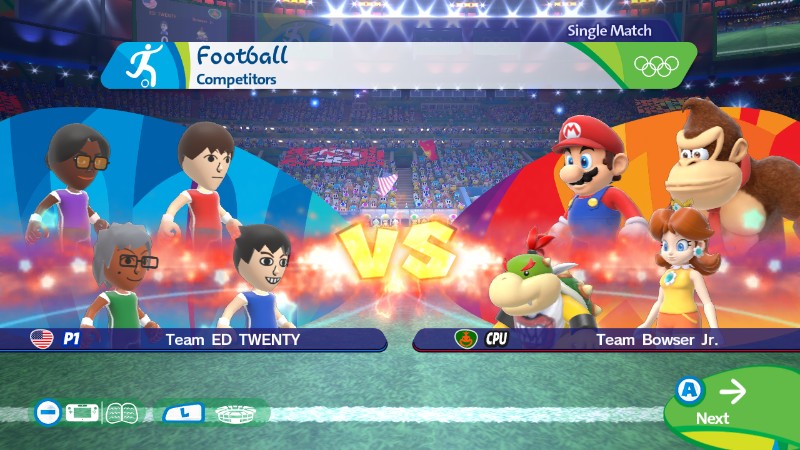 Single Match
Football
Competitors
VS
P1 Team ED TWENTY
CPU Team Bowser Jr.
L
A
Next